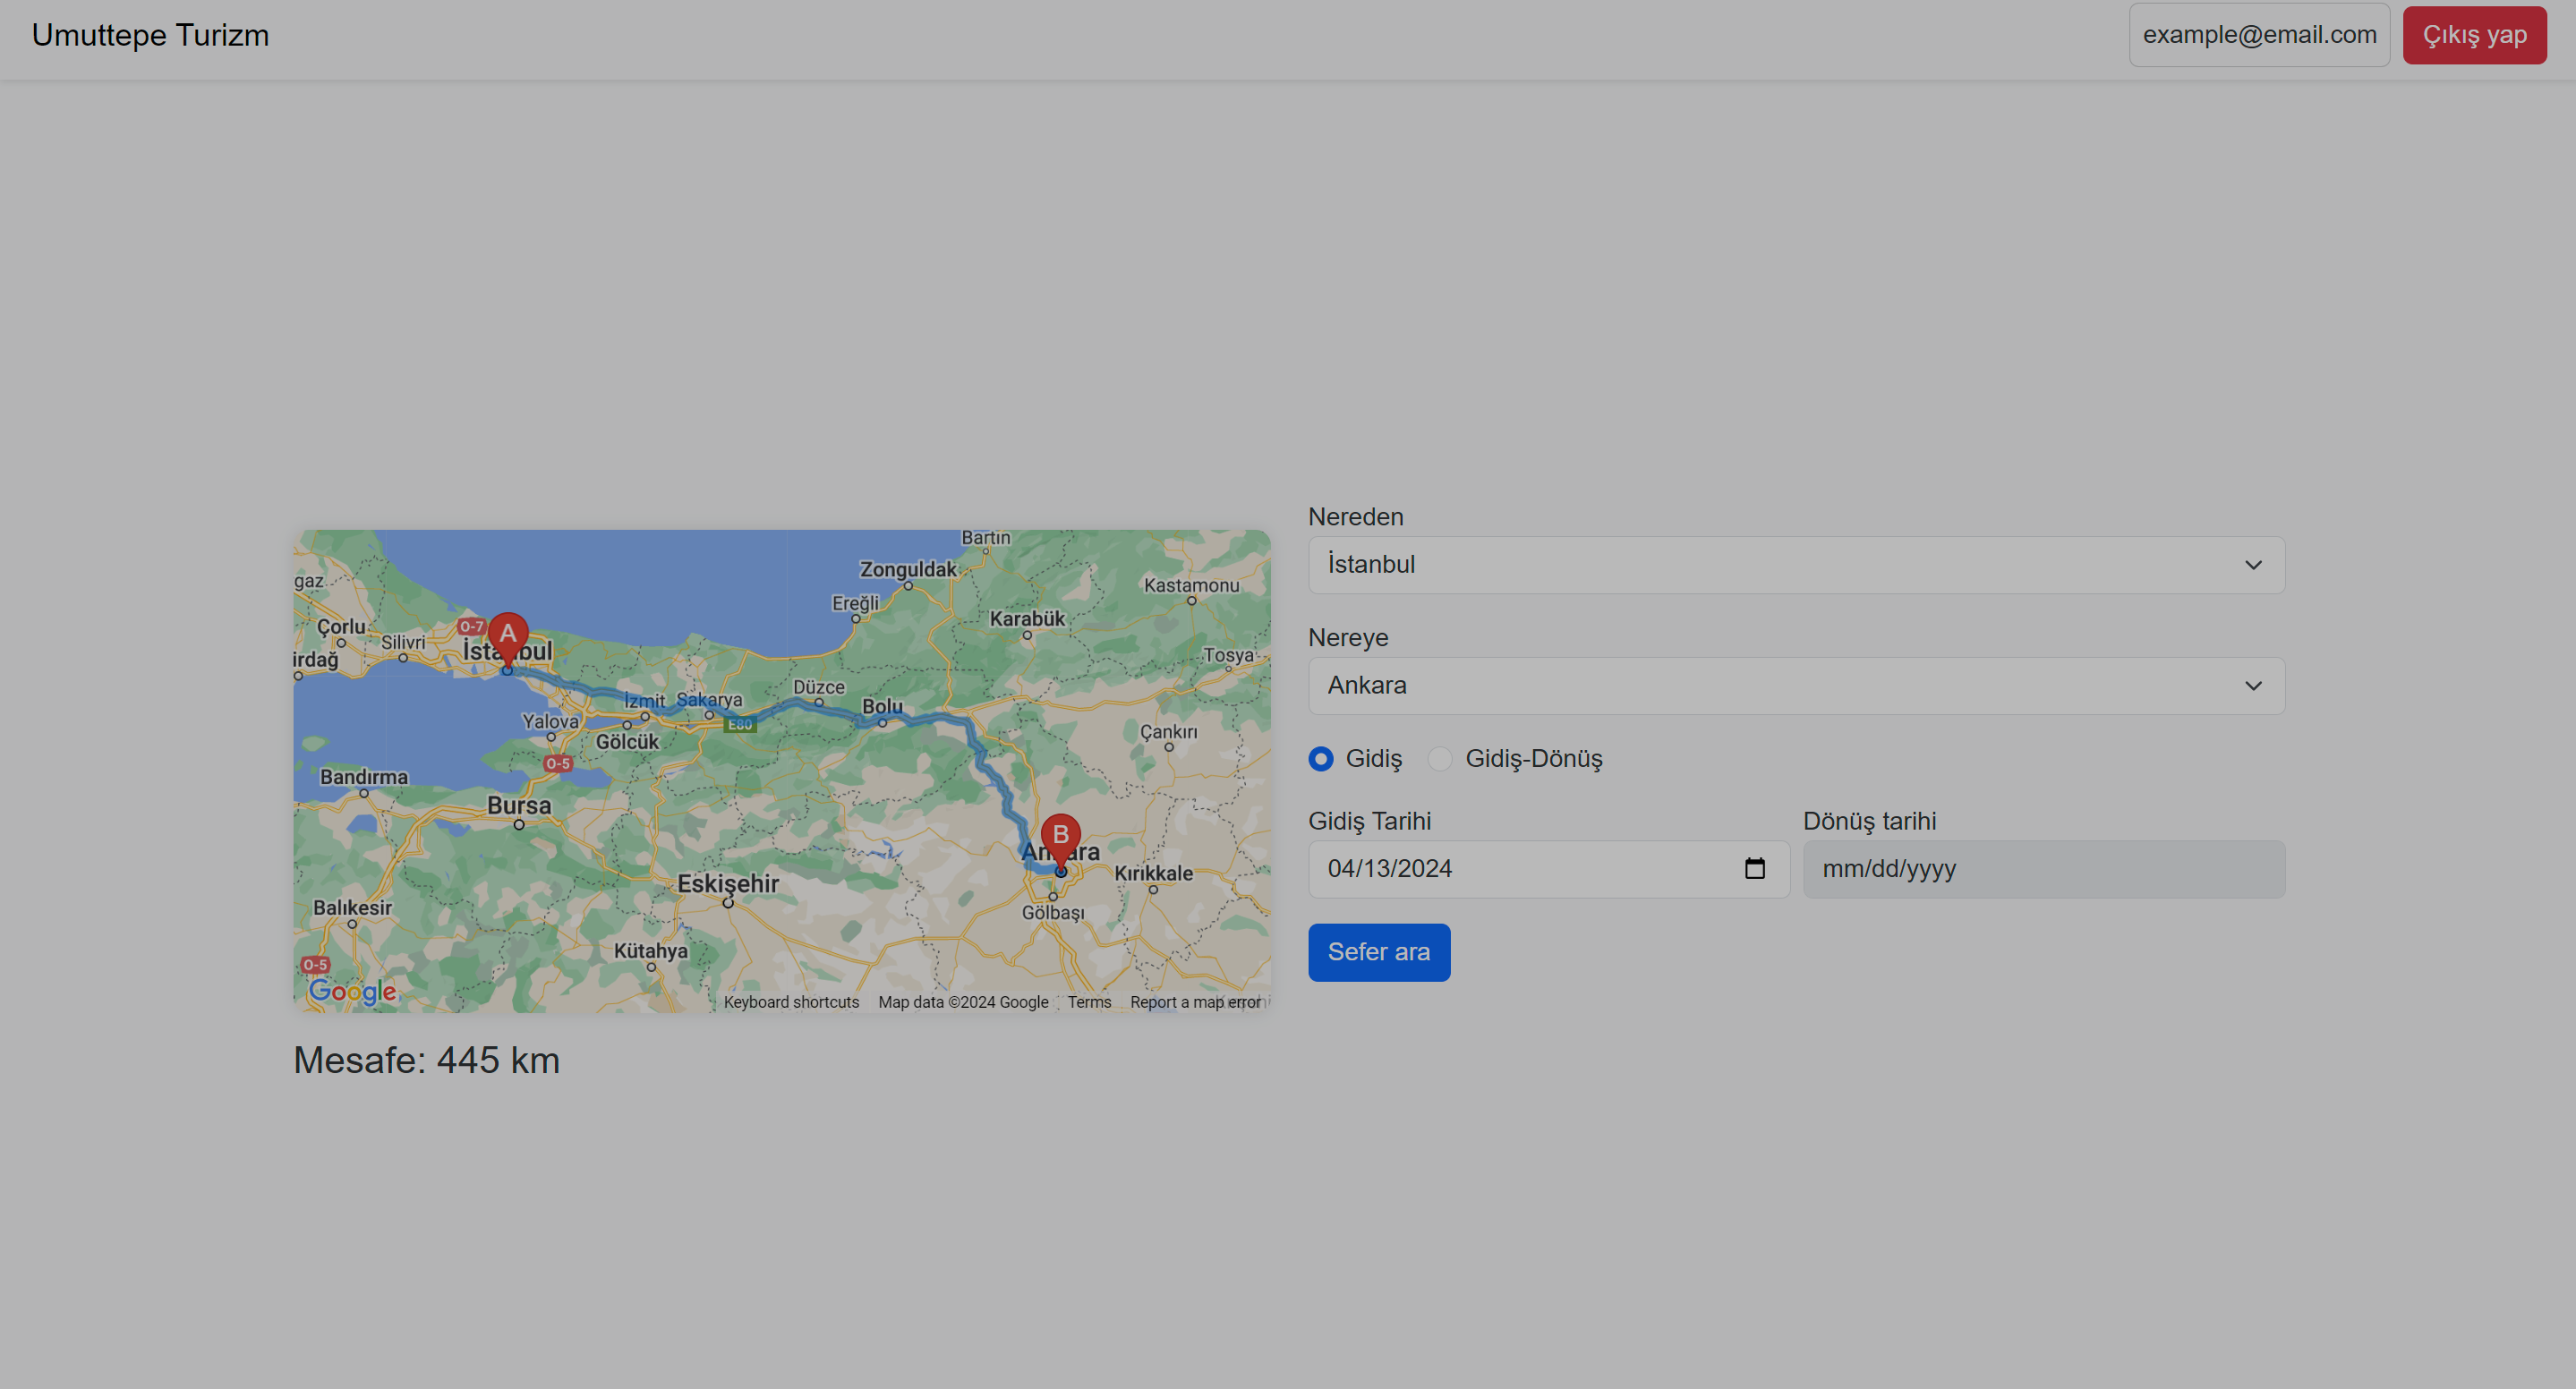 Umuttepe Turizm
example@email.com
Çıkış yap
Bartın
Zonguldak
Kastamonu
gaz
Ereğli
Karabük
Çorlu
O-7
A
Silivri
İstanbul
irdağ
Tosya
Düzce
İzmit
Sakarya
Bolu
Yalova
E80
Çankırı
Gölcük
O-5
Bandırma
Bursa
B
Ankara
Kırıkkale
Eskişehir
Balıkesir
Gölbaşı
Kütahya
O-5
Google
Keyboard shortcuts
Map data ©2024 Google
Terms
Report a map error
Mesafe: 445 km
Nereden
İstanbul
Nereye
Ankara
Gidiş
Gidiş-Dönüş
Gidiş Tarihi
Dönüş tarihi
04/13/2024
mm/dd/yyyy
Sefer ara